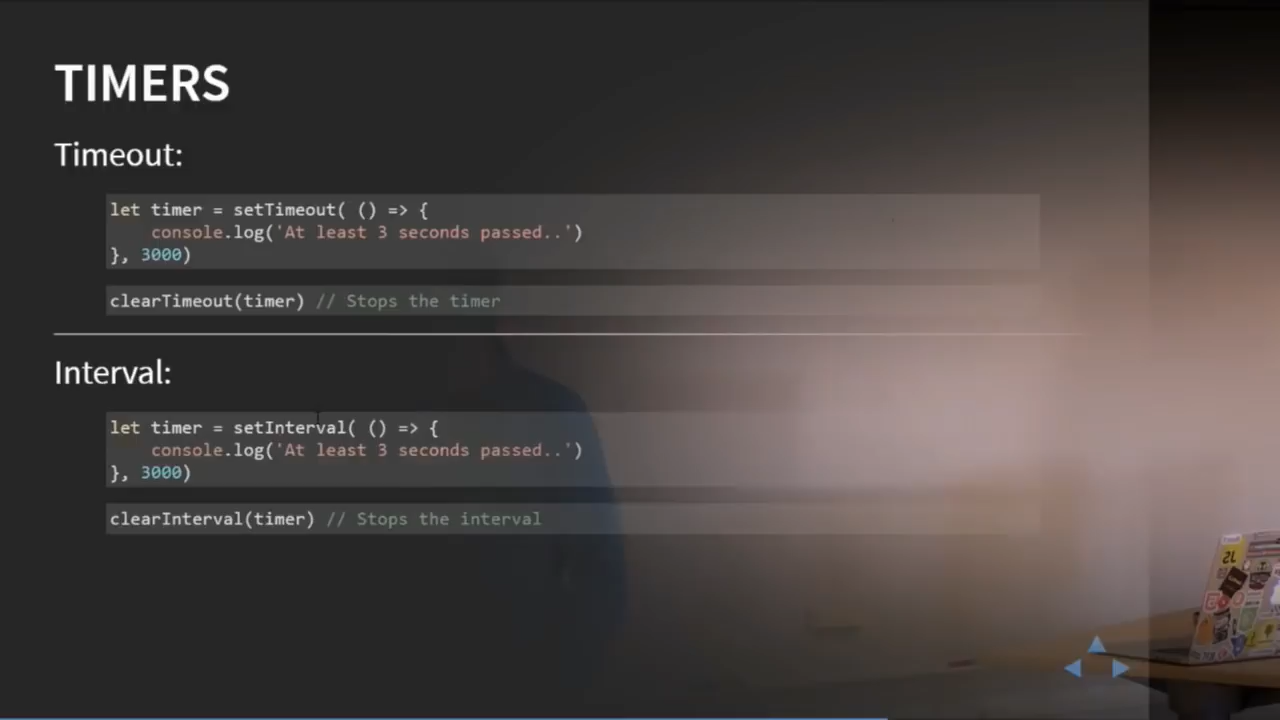 TIMERS
Timeout:
let timer = setTimeout( () => {
    console.log('At least 3 seconds passed..')
}, 3000)
clearTimeout(timer) // Stops the timer
Interval:
let timer = setInterval( () => {
    console.log('At least 3 seconds passed..')
}, 3000)
clearInterval(timer) // Stops the interval